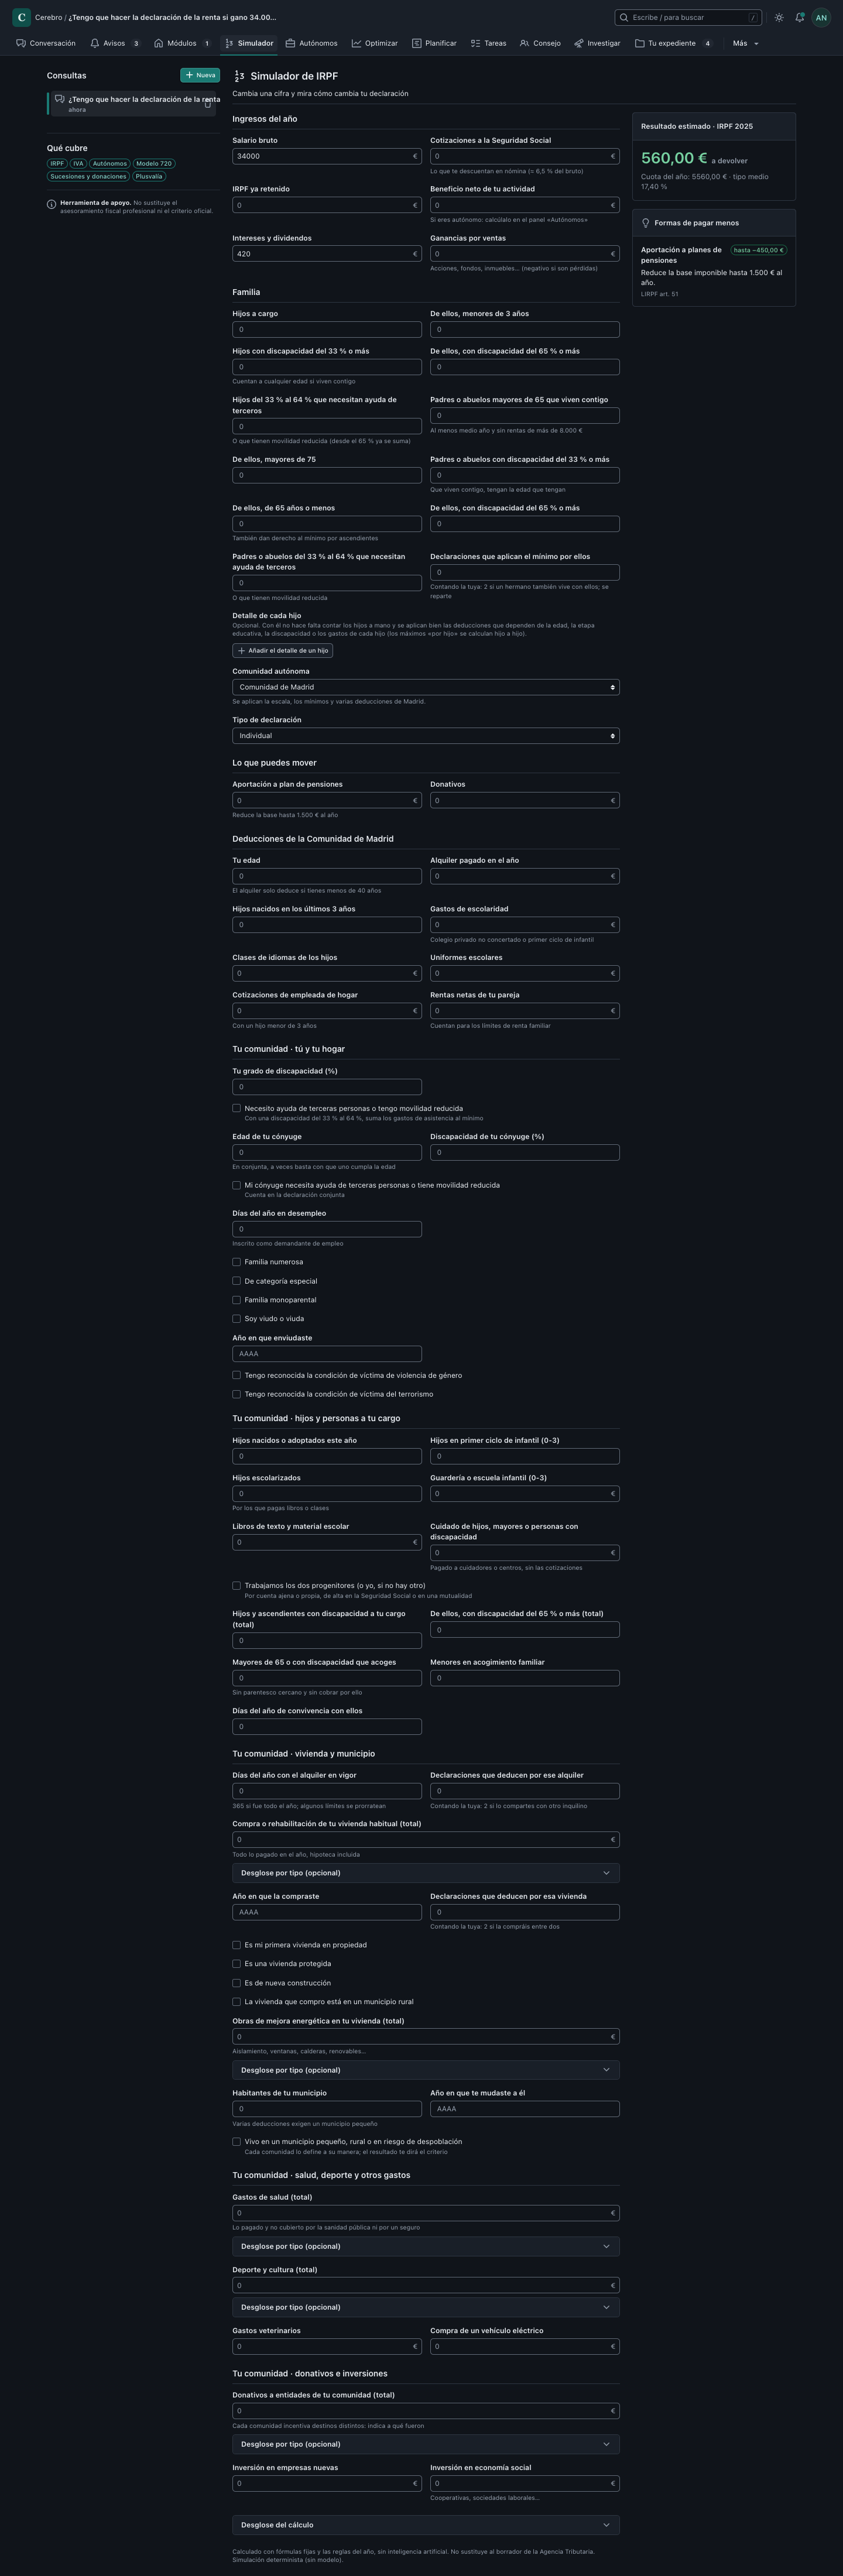 C
Cerebro / ¿Tengo que hacer la declaración de la renta si gano 34.00...
Escribe / para buscar
/
AN
Conversación
Avisos 3
Módulos 1
Simulador
Autónomos
Optimizar
Planificar
Tareas
Consejo
Investigar
Tu expediente 4
Más
Consultas
Nueva
¿Tengo que hacer la declaración de la renta
ahora
Qué cubre
IRPF
IVA
Autónomos
Modelo 720
Sucesiones y donaciones
Plusvalía
Herramienta de apoyo. No sustituye el
asesoramiento fiscal profesional ni el criterio oficial.
Simulador de IRPF
Cambia una cifra y mira cómo cambia tu declaración
Ingresos del año
Salario bruto
34000 €
Cotizaciones a la Seguridad Social
0 €
Lo que te descuentan en nómina (≈ 6,5 % del bruto)
IRPF ya retenido
0 €
Beneficio neto de tu actividad
0 €
Si eres autónomo: calcúlalo en el panel «Autónomos»
Intereses y dividendos
420 €
Ganancias por ventas
0 €
Acciones, fondos, inmuebles... (negativo si son pérdidas)
Familia
Hijos a cargo
0
De ellos, menores de 3 años
0
Hijos con discapacidad del 33 % o más
0
Cuentan a cualquier edad si viven contigo
De ellos, con discapacidad del 65 % o más
0
Hijos del 33 % al 64 % que necesitan ayuda de
terceros
0
O que tienen movilidad reducida (desde el 65 % ya se suma)
Padres o abuelos mayores de 65 que viven contigo
0
Al menos medio año y sin rentas de más de 8.000 €
De ellos, mayores de 75
0
Padres o abuelos con discapacidad del 33 % o más
0
Que viven contigo, tengan la edad que tengan
De ellos, de 65 años o menos
0
También dan derecho al mínimo por ascendientes
De ellos, con discapacidad del 65 % o más
0
Padres o abuelos del 33 % al 64 % que necesitan
ayuda de terceros
0
O que tienen movilidad reducida
Declaraciones que aplican el mínimo por ellos
0
Contando la tuya: 2 si un hermano también vive con ellos; se
reparte
Detalle de cada hijo
Opcional. Con él no hace falta contar los hijos a mano y se aplican bien las deducciones que dependen de la edad, la etapa
educativa, la discapacidad o los gastos de cada hijo (los máximos «por hijo» se calculan hijo a hijo).
Añadir el detalle de un hijo
Comunidad autónoma
Comunidad de Madrid
Se aplican la escala, los mínimos y varias deducciones de Madrid.
Tipo de declaración
Individual
Lo que puedes mover
Aportación a plan de pensiones
0 €
Reduce la base hasta 1.500 € al año
Donativos
0 €
Deducciones de la Comunidad de Madrid
Tu edad
0
El alquiler solo deduce si tienes menos de 40 años
Alquiler pagado en el año
0 €
Hijos nacidos en los últimos 3 años
0
Gastos de escolaridad
0 €
Colegio privado no concertado o primer ciclo de infantil
Clases de idiomas de los hijos
0 €
Uniformes escolares
0 €
Cotizaciones de empleada de hogar
0 €
Con un hijo menor de 3 años
Rentas netas de tu pareja
0 €
Cuentan para los límites de renta familiar
Tu comunidad · tú y tu hogar
Tu grado de discapacidad (%)
0
Necesito ayuda de terceras personas o tengo movilidad reducida
Con una discapacidad del 33 % al 64 %, suma los gastos de asistencia al mínimo
Edad de tu cónyuge
0
En conjunta, a veces basta con que uno cumpla la edad
Discapacidad de tu cónyuge (%)
0
Mi cónyuge necesita ayuda de terceras personas o tiene movilidad reducida
Cuenta en la declaración conjunta
Días del año en desempleo
0
Inscrito como demandante de empleo
Familia numerosa
De categoría especial
Familia monoparental
Soy viudo o viuda
Año en que enviudaste
AAAA
Tengo reconocida la condición de víctima de violencia de género
Tengo reconocida la condición de víctima del terrorismo
Tu comunidad · hijos y personas a tu cargo
Hijos nacidos o adoptados este año
0
Hijos en primer ciclo de infantil (0-3)
0
Hijos escolarizados
0
Por los que pagas libros o clases
Guardería o escuela infantil (0-3)
0 €
Libros de texto y material escolar
0 €
Cuidado de hijos, mayores o personas con
discapacidad
0 €
Pagado a cuidadores o centros, sin las cotizaciones
Trabajamos los dos progenitores (o yo, si no hay otro)
Por cuenta ajena o propia, de alta en la Seguridad Social o en una mutualidad
Hijos y ascendientes con discapacidad a tu cargo
(total)
0
De ellos, con discapacidad del 65 % o más (total)
0
Mayores de 65 o con discapacidad que acoges
0
Sin parentesco cercano y sin cobrar por ello
Menores en acogimiento familiar
0
Días del año de convivencia con ellos
0
Tu comunidad · vivienda y municipio
Días del año con el alquiler en vigor
0
365 si fue todo el año; algunos límites se prorratean
Declaraciones que deducen por ese alquiler
0
Contando la tuya: 2 si lo compartes con otro inquilino
Compra o rehabilitación de tu vivienda habitual (total)
0 €
Todo lo pagado en el año, hipoteca incluida
Desglose por tipo (opcional)
Año en que la compraste
AAAA
Declaraciones que deducen por esa vivienda
0
Contando la tuya: 2 si la compráis entre dos
Es mi primera vivienda en propiedad
Es una vivienda protegida
Es de nueva construcción
La vivienda que compro está en un municipio rural
Obras de mejora energética en tu vivienda (total)
0 €
Aislamiento, ventanas, calderas, renovables...
Desglose por tipo (opcional)
Habitantes de tu municipio
0
Varias deducciones exigen un municipio pequeño
Año en que te mudaste a él
AAAA
Vivo en un municipio pequeño, rural o en riesgo de despoblación
Cada comunidad lo define a su manera; el resultado te dirá el criterio
Tu comunidad · salud, deporte y otros gastos
Gastos de salud (total)
0 €
Lo pagado y no cubierto por la sanidad pública ni por un seguro
Desglose por tipo (opcional)
Deporte y cultura (total)
0 €
Desglose por tipo (opcional)
Gastos veterinarios
0 €
Compra de un vehículo eléctrico
0 €
Tu comunidad · donativos e inversiones
Donativos a entidades de tu comunidad (total)
0 €
Cada comunidad incentiva destinos distintos: indica a qué fueron
Desglose por tipo (opcional)
Inversión en empresas nuevas
0 €
Inversión en economía social
0 €
Cooperativas, sociedades laborales...
Desglose del cálculo
Calculado con fórmulas fijas y las reglas del año, sin inteligencia artificial. No sustituye al borrador de la Agencia Tributaria.
Simulación determinista (sin modelo).
Resultado estimado · IRPF 2025
560,00 € a devolver
Cuota del año: 5560,00 € · tipo medio
17,40 %
Formas de pagar menos
Aportación a planes de
pensiones
hasta −450,00 €
Reduce la base imponible hasta 1.500 € al
año.
LIRPF art. 51